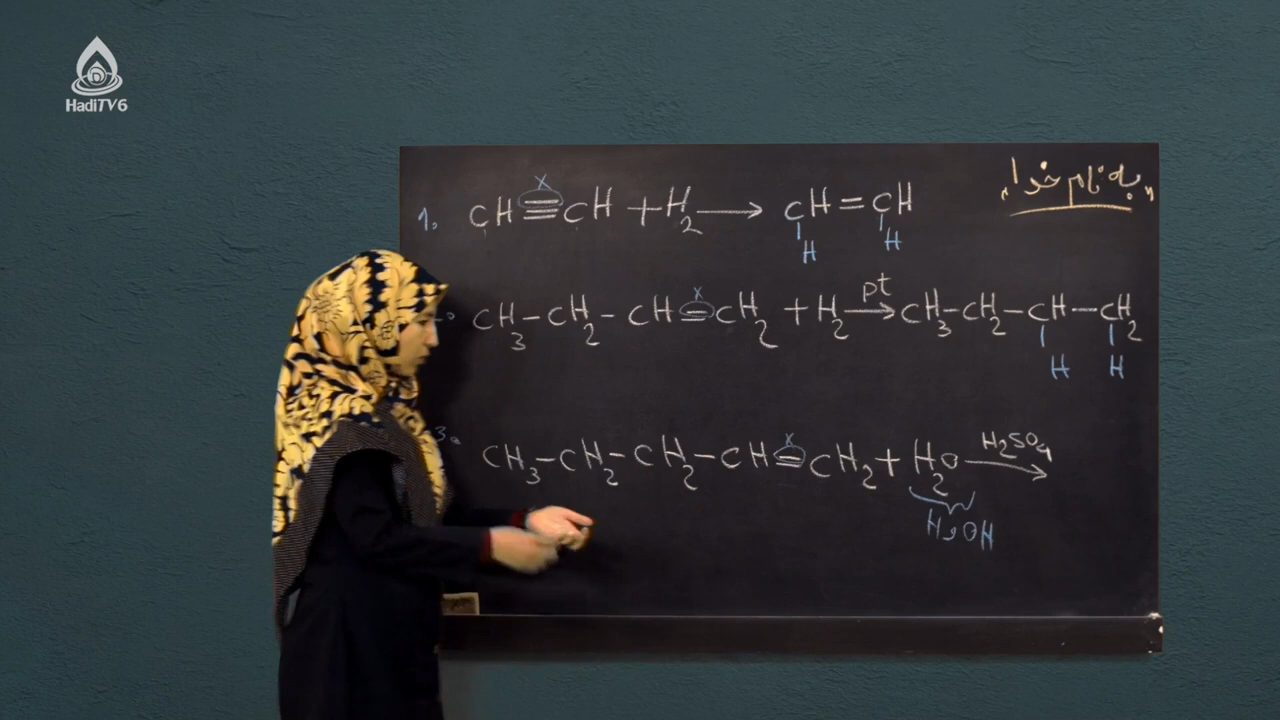 HadiTV6
"به نام خدا"
1. CH≡CH + H₂ ⟶ CH=CH
x
H H
CH₃-CH₂-CH=CH₂ + H₂ ⟶ CH₃-CH₂-CH-CH₂
x pt
H H
3. CH₃-CH₂-CH₂-CH=CH₂ + H₂O ⟶
x H₂SO₄
H و OH